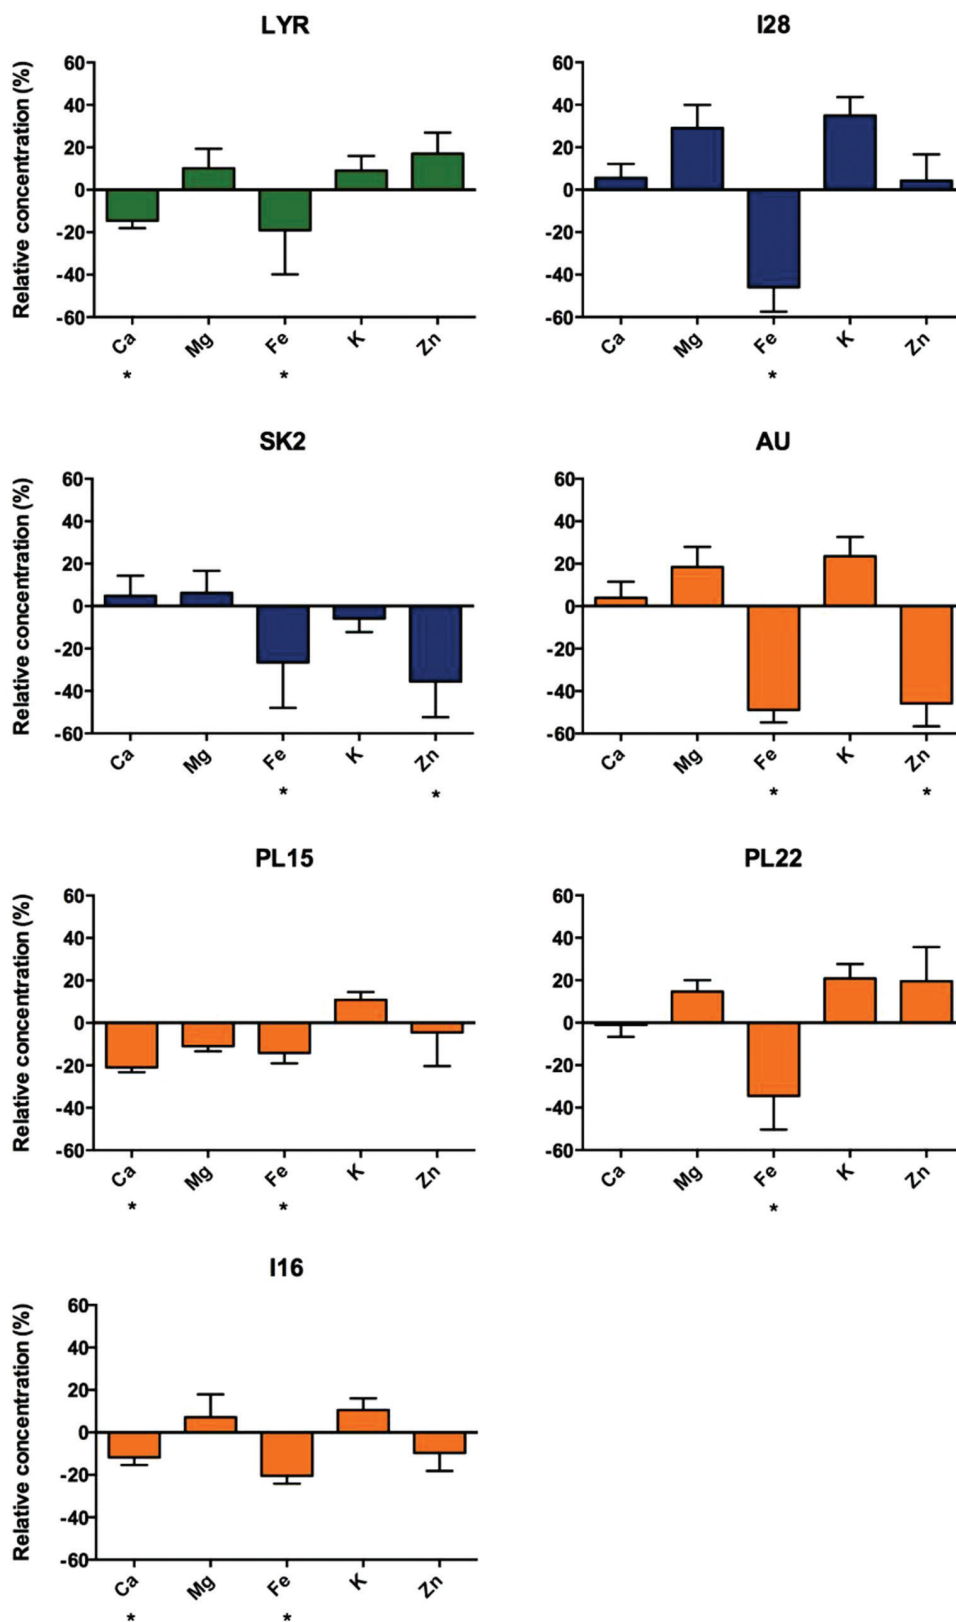 LYR
Relative concentration (%)
60
40
20
0
-20
-40
-60
Ca
Mg
Fe
K
Zn
*
*
I28
60
40
20
0
-20
-40
-60
Ca
Mg
Fe
K
Zn
*
SK2
Relative concentration (%)
60
40
20
0
-20
-40
-60
Ca
Mg
Fe
K
Zn
*
*
AU
60
40
20
0
-20
-40
-60
Ca
Mg
Fe
K
Zn
*
*
PL15
Relative concentration (%)
60
40
20
0
-20
-40
-60
Ca
Mg
Fe
K
Zn
*
*
PL22
60
40
20
0
-20
-40
-60
Ca
Mg
Fe
K
Zn
*
I16
Relative concentration (%)
60
40
20
0
-20
-40
-60
Ca
Mg
Fe
K
Zn
*
*